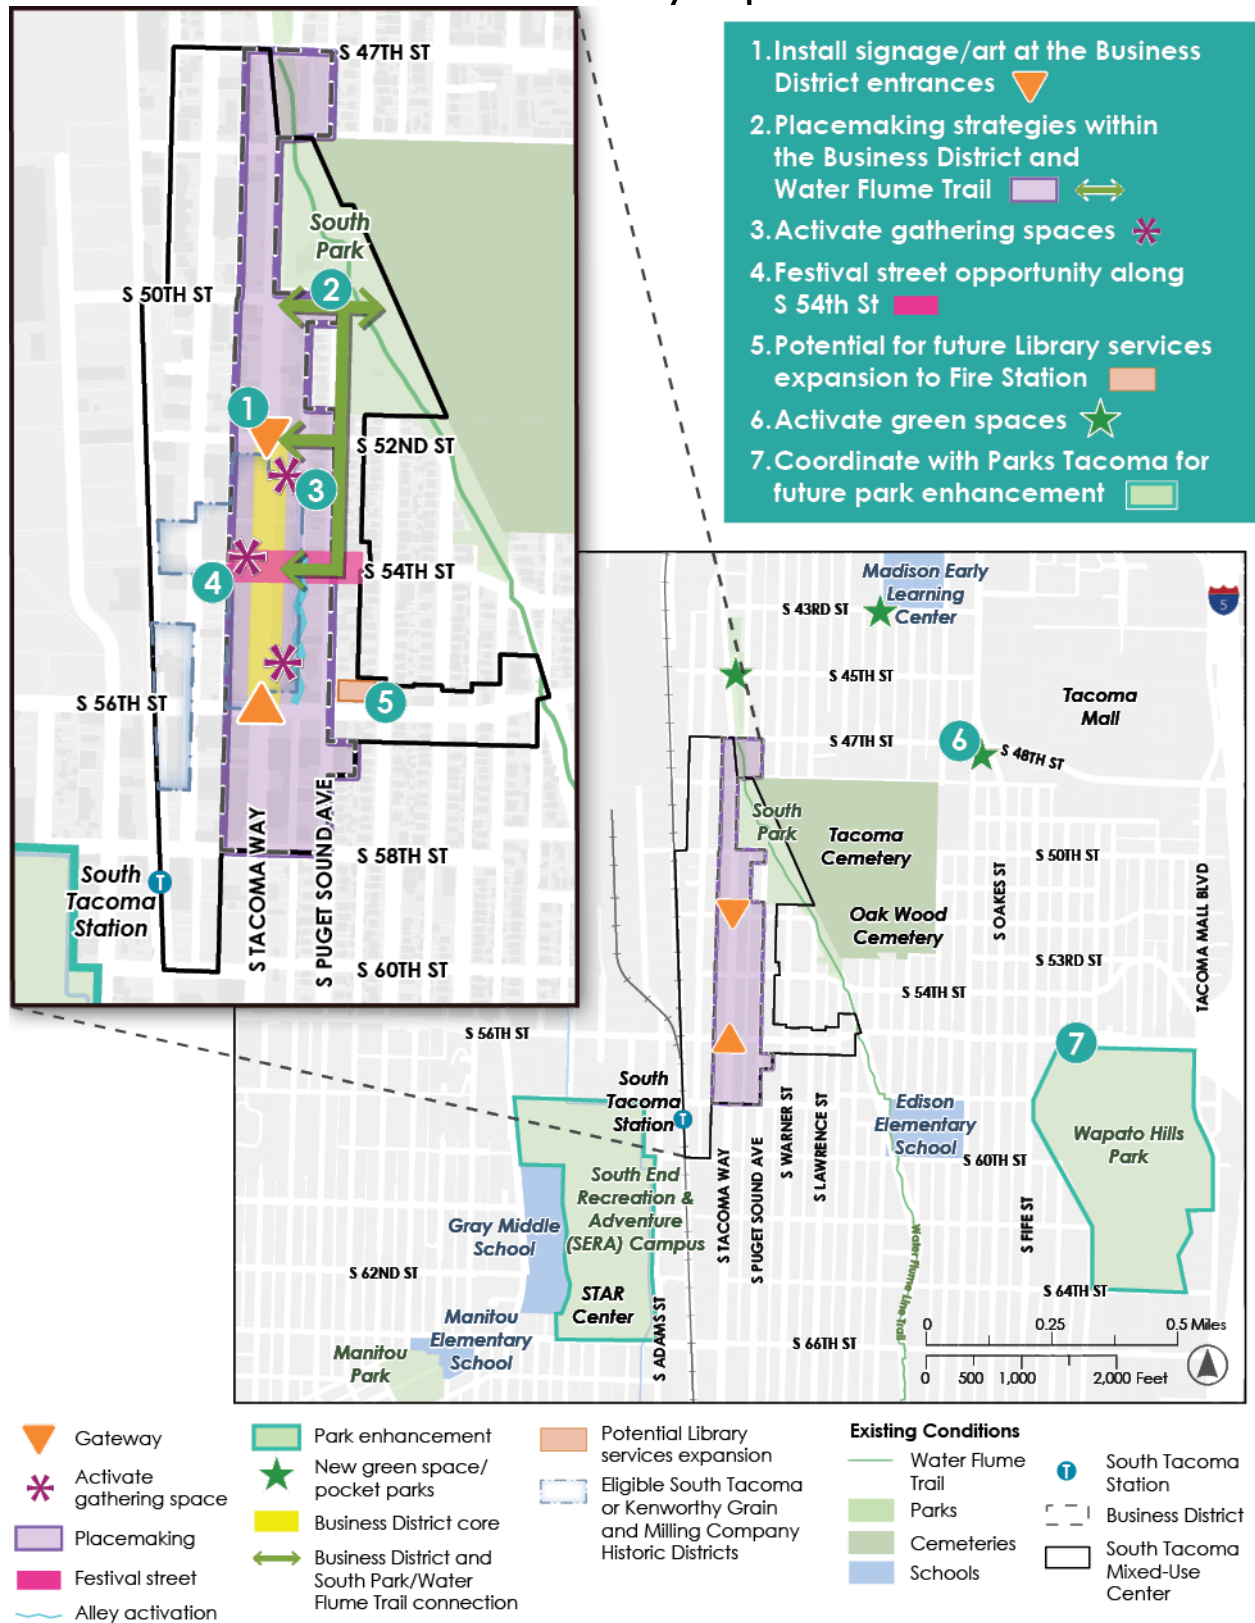 S 47TH ST
South
Park
S 50TH ST
2
1
S 52ND ST
3
S 54TH ST
4
S 56TH ST
5
S TACOMA WAY
S PUGET SOUND AVE
S 58TH ST
South
Tacoma
Station
T
S 60TH ST
1. Install signage/art at the Business
District entrances
2. Placemaking strategies within
the Business District and
Water Flume Trail
3. Activate gathering spaces
4. Festival street opportunity along
S 54th St
5. Potential for future Library services
expansion to Fire Station
6. Activate green spaces
7. Coordinate with Parks Tacoma for
future park enhancement
Madison Early
Learning
Center
5
S 43RD ST
S 45TH ST
Tacoma
Mall
S 47TH ST
6
S 48TH ST
South
Park
Tacoma
Cemetery
S 50TH ST
S OAKES ST
TACOMA MALL BLVD
Oak Wood
Cemetery
S 53RD ST
S 54TH ST
S 56TH ST
7
South
Tacoma
Station
T
S WARNER ST
S LAWRENCE ST
Edison
Elementary
School
Wapato Hills
Park
S 60TH ST
S TACOMA WAY
S PUGET SOUND AVE
South End
Recreation &
Adventure
(SERA) Campus
Gray Middle
School
S FIFE ST
Water Flume Line Trail
S 62ND ST
STAR
Center
S 64TH ST
Manitou
Elementary
School
S ADAMS ST
Manitou
Park
S 66TH ST
0 0.25 0.5 Miles
0 500 1,000 2,000 Feet
Gateway
Activate
gathering space
Placemaking
Festival street
Alley activation
Park enhancement
New green space/
pocket parks
Business District core
Business District and
South Park/Water
Flume Trail connection
Potential Library
services expansion
Eligible South Tacoma
or Kenworthy Grain
and Milling Company
Historic Districts
Existing Conditions
Water Flume
Trail
Parks
Cemeteries
Schools
T
South Tacoma
Station
Business District
South Tacoma
Mixed-Use
Center